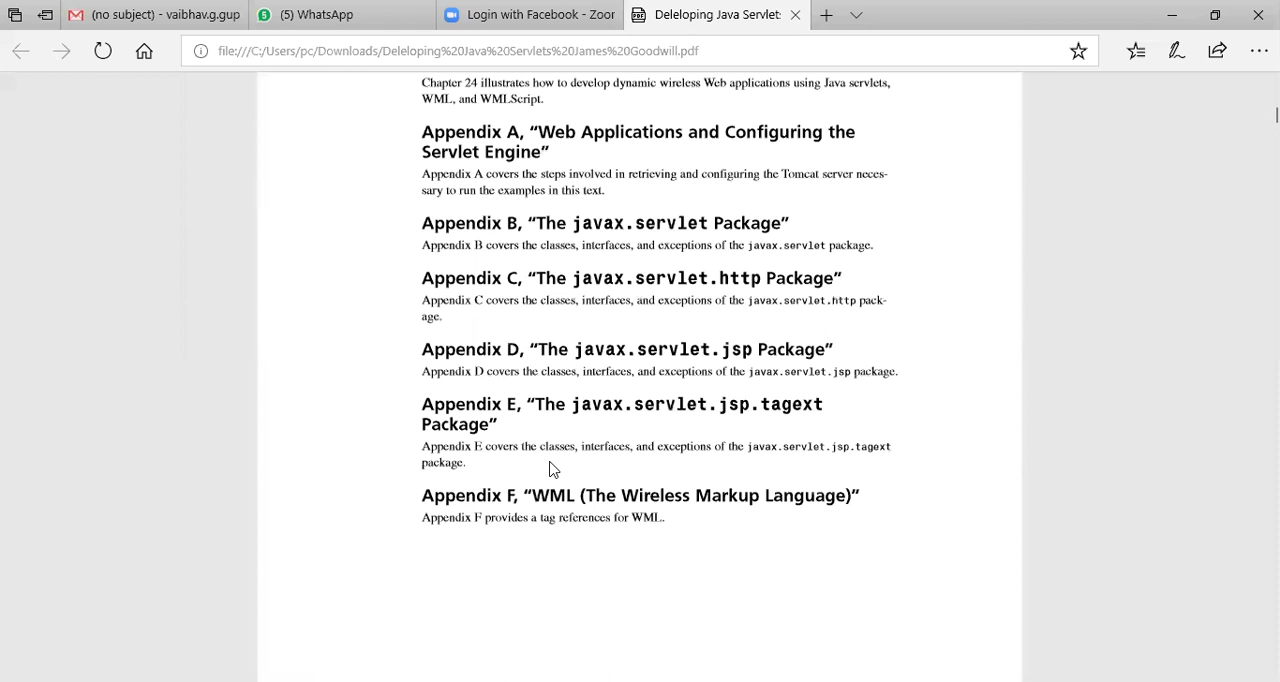 (no subject) - vaibhav.g.gup
(5) WhatsApp
Login with Facebook - Zoor
Deleloping Java Servlet:
file:///C:/Users/pc/Downloads/Deleloping%20Java%20Servlets%20James%20Goodwill.pdf
Chapter 24 illustrates how to develop dynamic wireless Web applications using Java servlets,
WML, and WMLScript.
Appendix A, “Web Applications and Configuring the
Servlet Engine”
Appendix A covers the steps involved in retrieving and configuring the Tomcat server neces-
sary to run the examples in this text.
Appendix B, “The javax.servlet Package”
Appendix B covers the classes, interfaces, and exceptions of the javax.servlet package.
Appendix C, “The javax.servlet.http Package”
Appendix C covers the classes, interfaces, and exceptions of the javax.servlet.http pack-
age.
Appendix D, “The javax.servlet.jsp Package”
Appendix D covers the classes, interfaces, and exceptions of the javax.servlet.jsp package.
Appendix E, “The javax.servlet.jsp.tagext
Package”
Appendix E covers the classes, interfaces, and exceptions of the javax.servlet.jsp.tagext
package.
Appendix F, “WML (The Wireless Markup Language)”
Appendix F provides a tag references for WML.